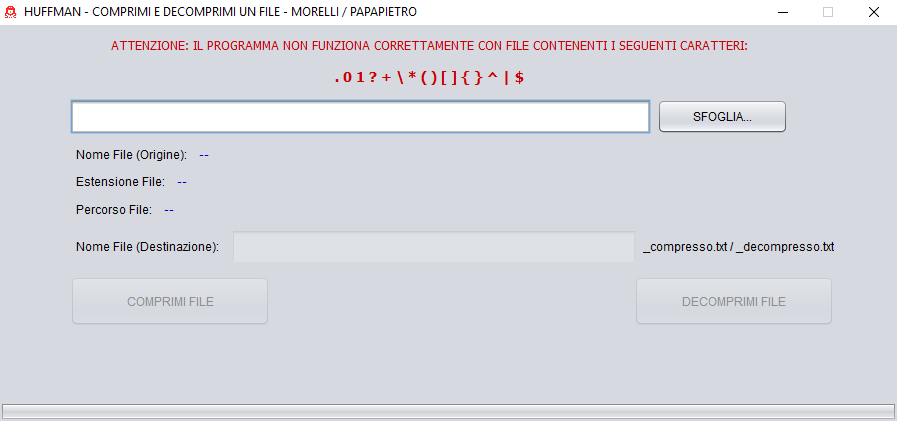 HUFFMAN - COMPRIMI E DECOMPRIMI UN FILE - MORELLI / PAPAPIETRO
ATTENZIONE: IL PROGRAMMA NON FUNZIONA CORRETTAMENTE CON FILE CONTENENTI I SEGUENTI CARATTERI:
. 0 1 ? + \ * ( ) [ ] { } ^ | $
SFOGLIA...
Nome File (Origine): --
Estensione File: --
Percorso File: --
Nome File (Destinazione): _compresso.txt / _decompresso.txt
COMPRIMI FILE DECOMPRIMI FILE